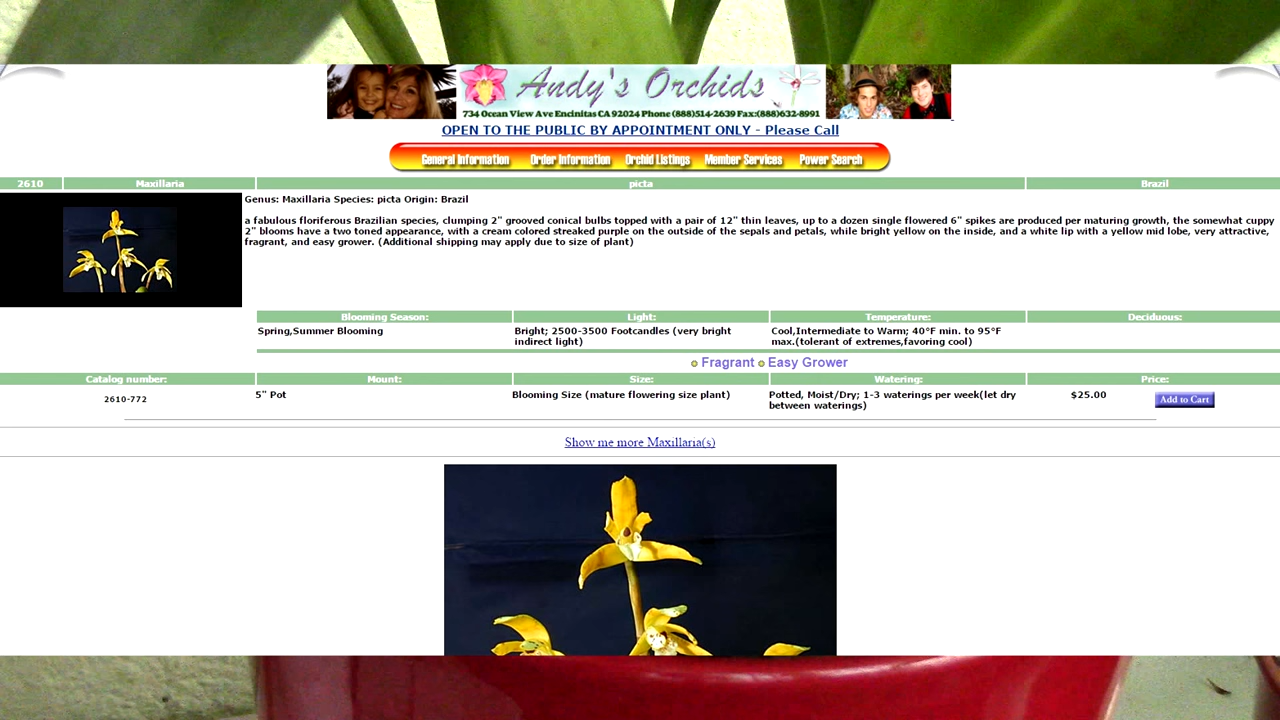 Andy's Orchids
734 Ocean View Ave Encinitas CA 92024 Phone (888)514-2639 Fax:(888)632-8991
OPEN TO THE PUBLIC BY APPOINTMENT ONLY - Please Call
General Information Order Information Orchid Listings Member Services Power Search
2610 Maxillaria picta Brazil
Genus: Maxillaria Species: picta Origin: Brazil
a fabulous floriferous Brazilian species, clumping 2" grooved conical bulbs topped with a pair of 12" thin leaves, up to a dozen single flowered 6" spikes are produced per maturing growth, the somewhat cuppy
2" blooms have a two toned appearance, with a cream colored streaked purple on the outside of the sepals and petals, while bright yellow on the inside, and a white lip with a yellow mid lobe, very attractive,
fragrant, and easy grower. (Additional shipping may apply due to size of plant)
Blooming Season: Light: Temperature: Deciduous:
Spring,Summer Blooming Bright; 2500-3500 Footcandles (very bright Cool,Intermediate to Warm; 40°F min. to 95°F
indirect light) max.(tolerant of extremes,favoring cool)
Fragrant Easy Grower
Catalog number: Mount: Size: Watering: Price:
2610-772 5" Pot Blooming Size (mature flowering size plant) Potted, Moist/Dry; 1-3 waterings per week(let dry $25.00 Add to Cart
between waterings)
Show me more Maxillaria(s)